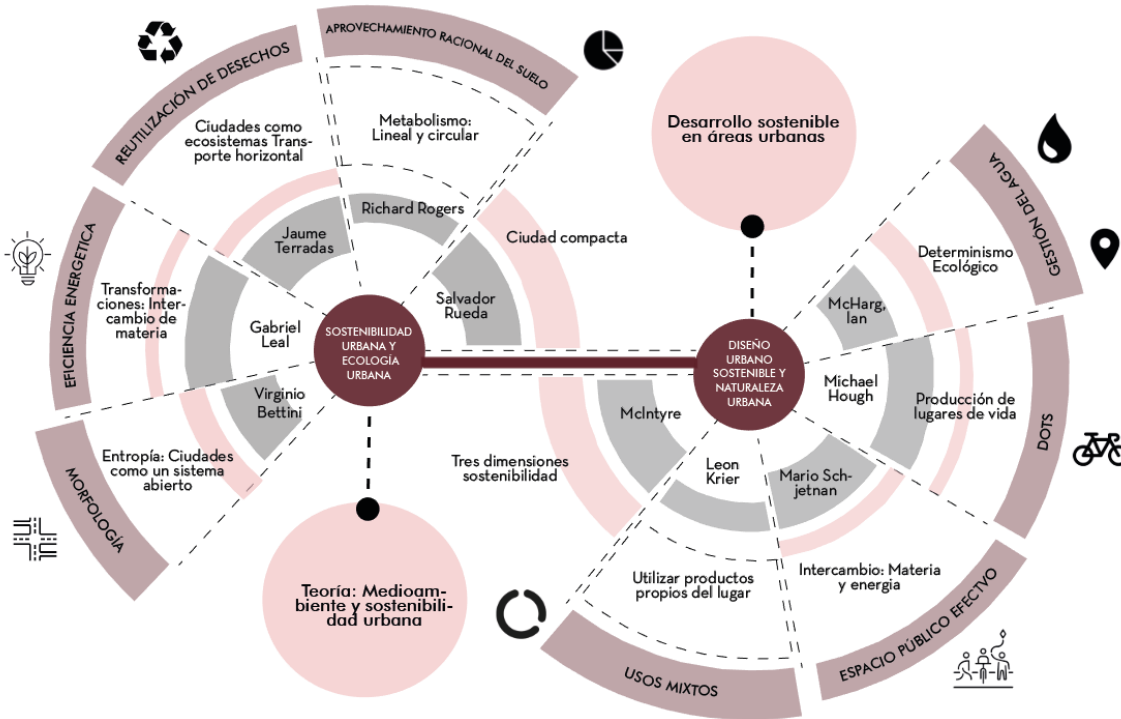 APROVECHAMIENTO RACIONAL DEL SUELO
REUTILIZACIÓN DE DESECHOS
EFICIENCIA ENERGETICA
MORFOLOGÍA
Metabolismo:
Lineal y circular
Ciudades como
ecosistemas Trans-
porte horizontal
Transforma-
ciones: Inter-
cambio de
materia
Entropía: Ciudades
como un sistema
abierto
Richard Rogers
Jaume
Terradas
Gabriel
Leal
Virginio
Bettini
Salvador
Rueda
Ciudad compacta
SOSTENIBILIDAD
URBANA Y
ECOLOGÍA
URBANA
Teoría: Medioam-
biente y sostenibili-
dad urbana
Desarrollo sostenible
en áreas urbanas
DISEÑO
URBANO
SOSTENIBLE Y
NATURALEZA
URBANA
McHarg,
Ian
Michael
Hough
Mario Sch-
jetnan
Leon
Krier
McIntyre
Determinismo
Ecológico
Producción de
lugares de vida
Intercambio: Materia
y energia
Utilizar productos
propios del lugar
Tres dimensiones
sostenibilidad
GESTIÓN DEL AGUA
DOTS
ESPACIO PÚBLICO EFECTVO
USOS MIXTOS